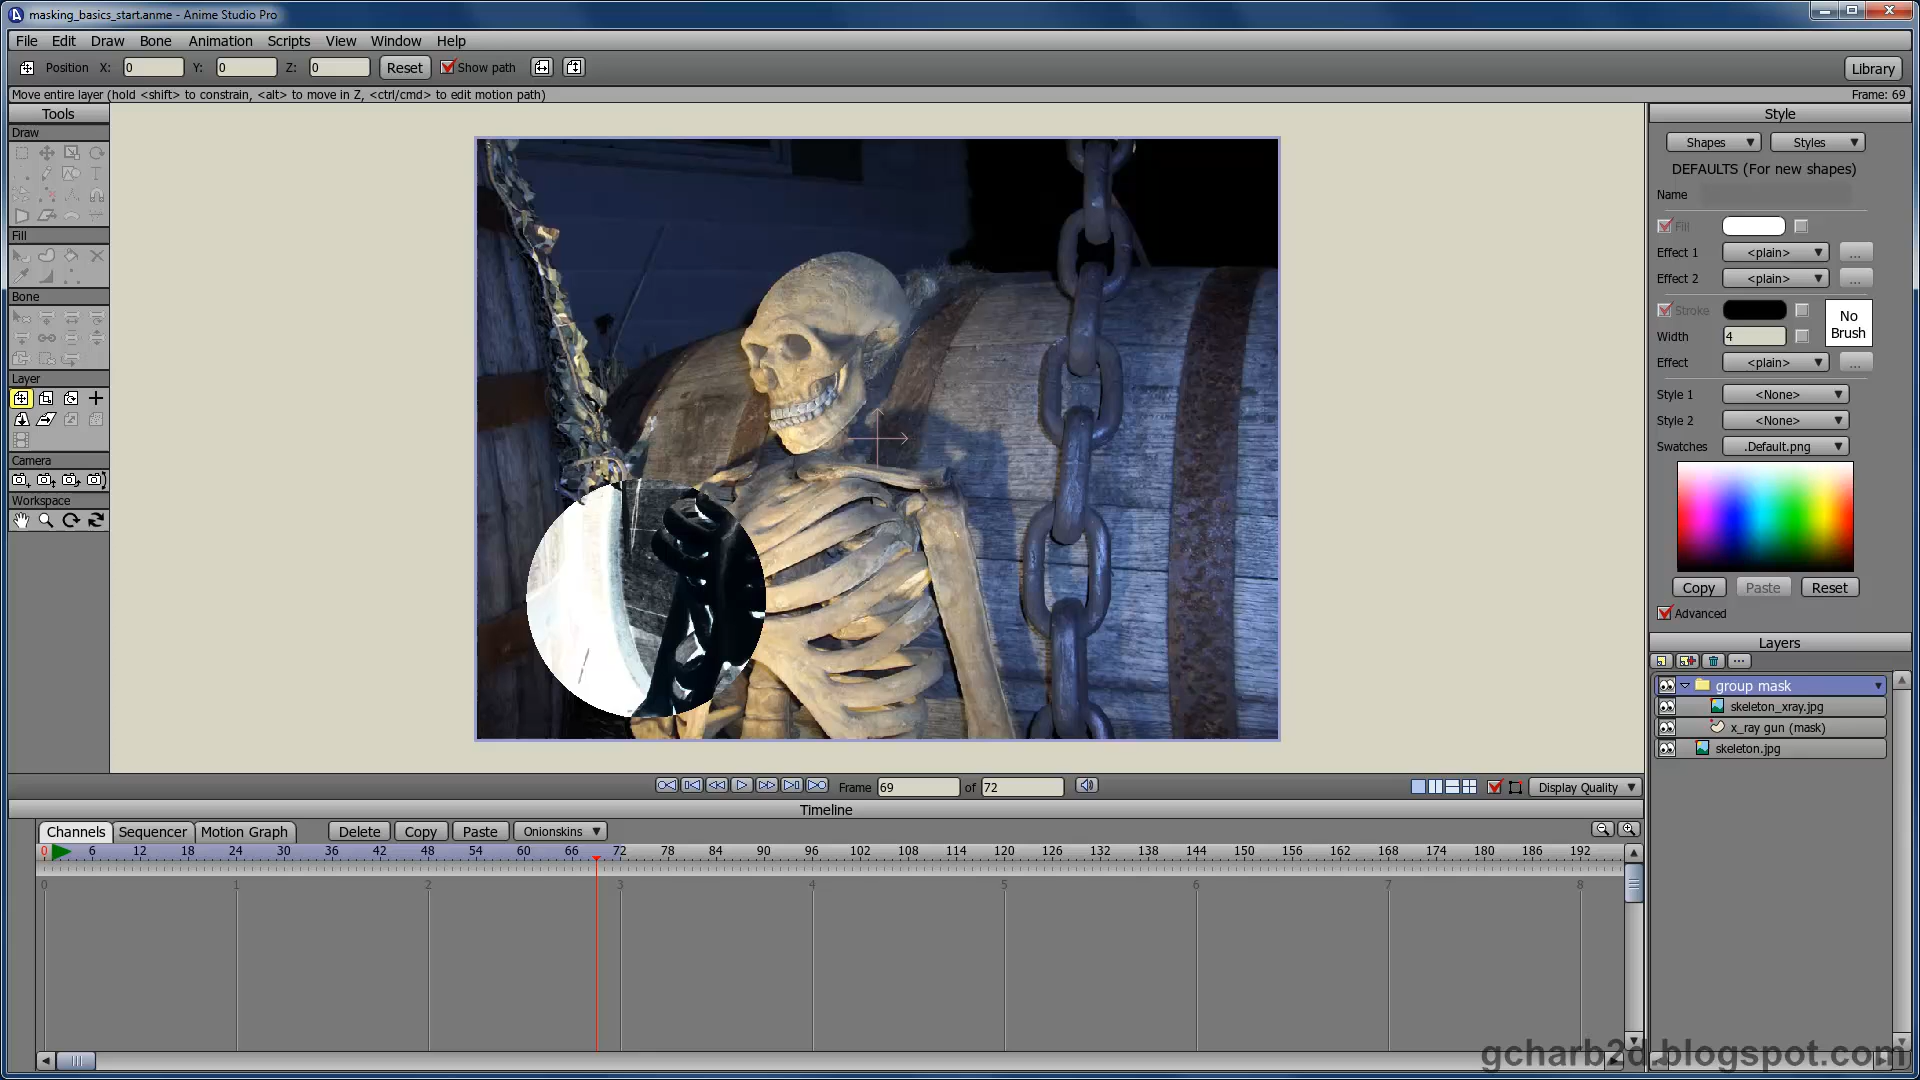 masking_basics_start.anme - Anime Studio Pro
File Edit Draw Bone Animation Scripts View Window Help
Position X: 0 Y: 0 Z: 0 Reset Show path Library
Move entire layer (hold <shift> to constrain, <alt> to move in Z, <ctrl/cmd> to edit motion path) Frame: 69
Tools
Draw
Fill
Bone
Layer
Camera
Workspace
Style
Shapes Styles
DEFAULTS (For new shapes)
Name
Fill
Effect 1 <plain> ...
Effect 2 <plain> ...
Stroke
No Brush
Width 4
Effect <plain> ...
Style 1 <None>
Style 2 <None>
Swatches .Default.png
Copy Paste Reset
Advanced
Layers
group mask
skeleton_xray.jpg
x_ray gun (mask)
skeleton.jpg
Frame 69 of 72 Display Quality
Timeline
Channels Sequencer Motion Graph Delete Copy Paste Onionskins
0 6 12 18 24 30 36 42 48 54 60 66 72 78 84 90 96 102 108 114 120 126 132 138 144 150 156 162 168 174 180 186 192
0 1 2 3 4 5 6 7 8
gcharb2d.blogspot.com